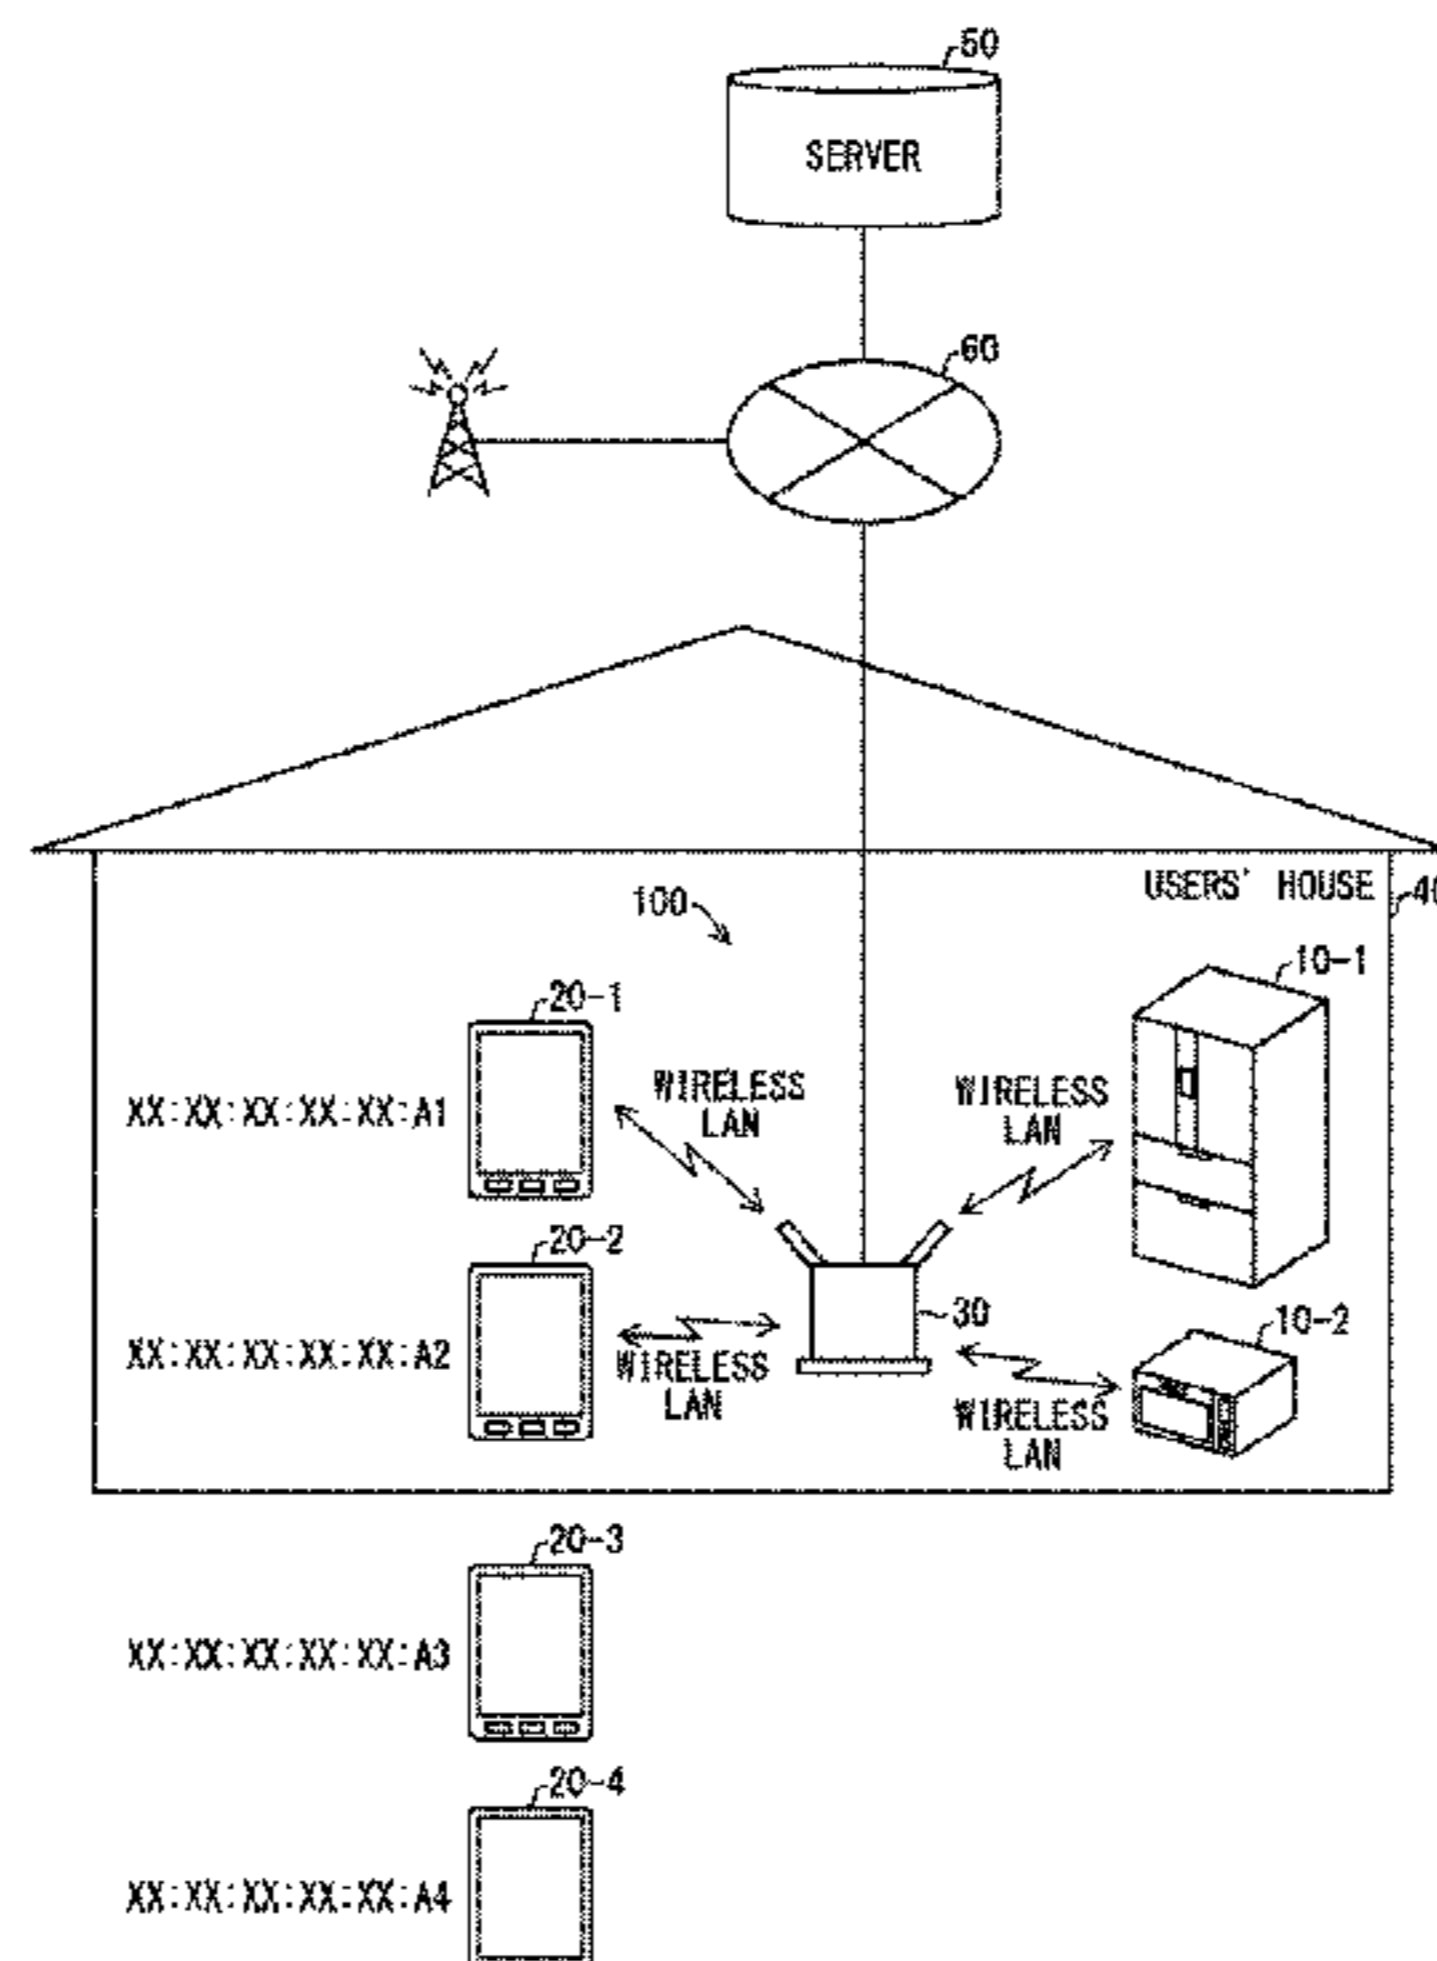 50
SERVER
60
USERS' HOUSE
40
100
10-1
20-1
WIRELESS
LAN
WIRELESS
LAN
XX:XX:XX:XX:XX:A1
20-2
30
10-2
XX:XX:XX:XX:XX:A2
WIRELESS
LAN
WIRELESS
LAN
20-3
XX:XX:XX:XX:XX:A3
20-4
XX:XX:XX:XX:XX:A4